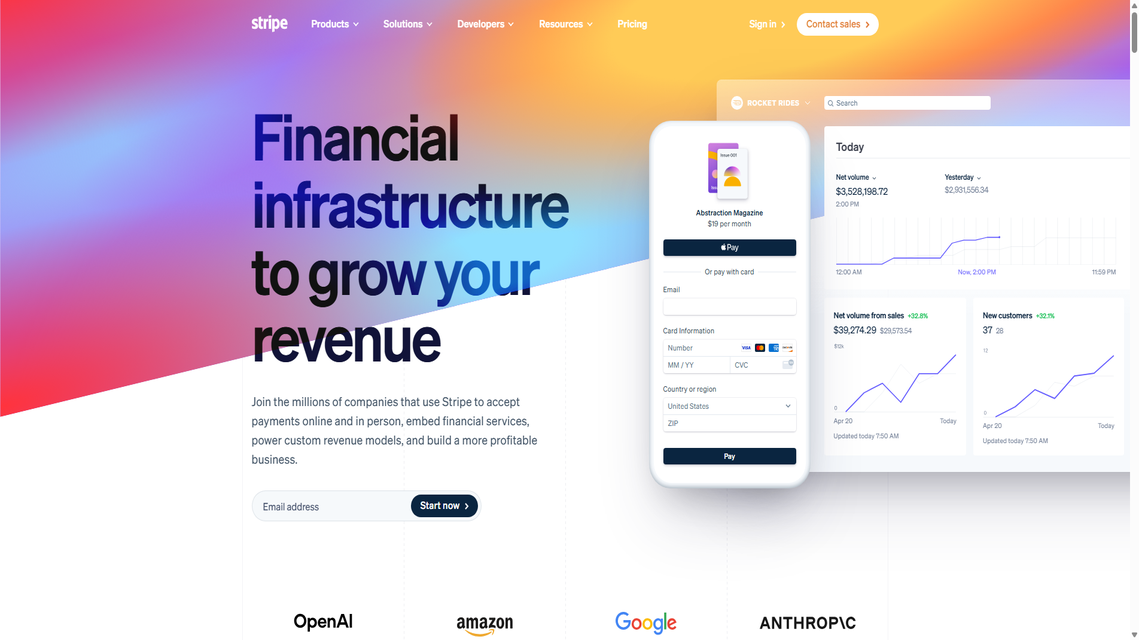 stripe
Products
Solutions
Developers
Resources
Pricing
Sign in
Contact sales
Financial
infrastructure
to grow your
revenue
Join the millions of companies that use Stripe to accept
payments online and in person, embed financial services,
power custom revenue models, and build a more profitable
business.
Email address
Start now
ROCKET RIDES
Search
Issue 001
Abstraction Magazine
$19 per month
Pay
Or pay with card
Email
Card Information
Number
VISA
MM / YY
CVC
Country or region
United States
ZIP
Pay
Today
Net volume
$3,528,198.72
2:00 PM
Yesterday
$2,931,556.34
12:00 AM
Now, 2:00 PM
11:59 PM
Net volume from sales +32.8%
$39,274.29 $29,573.54
$10k
0
Apr 20
Today
Updated today 7:50 AM
New customers +32.1%
37 28
12
0
Apr 20
Today
Updated today 7:50 AM
OpenAI
amazon
Google
ANTHROP\C